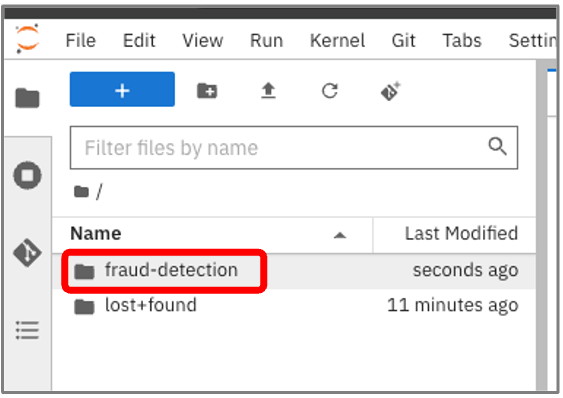 File Edit View Run Kernel Git Tabs Settin
+
Filter files by name
/
Name Last Modified
fraud-detection seconds ago
lost+found 11 minutes ago